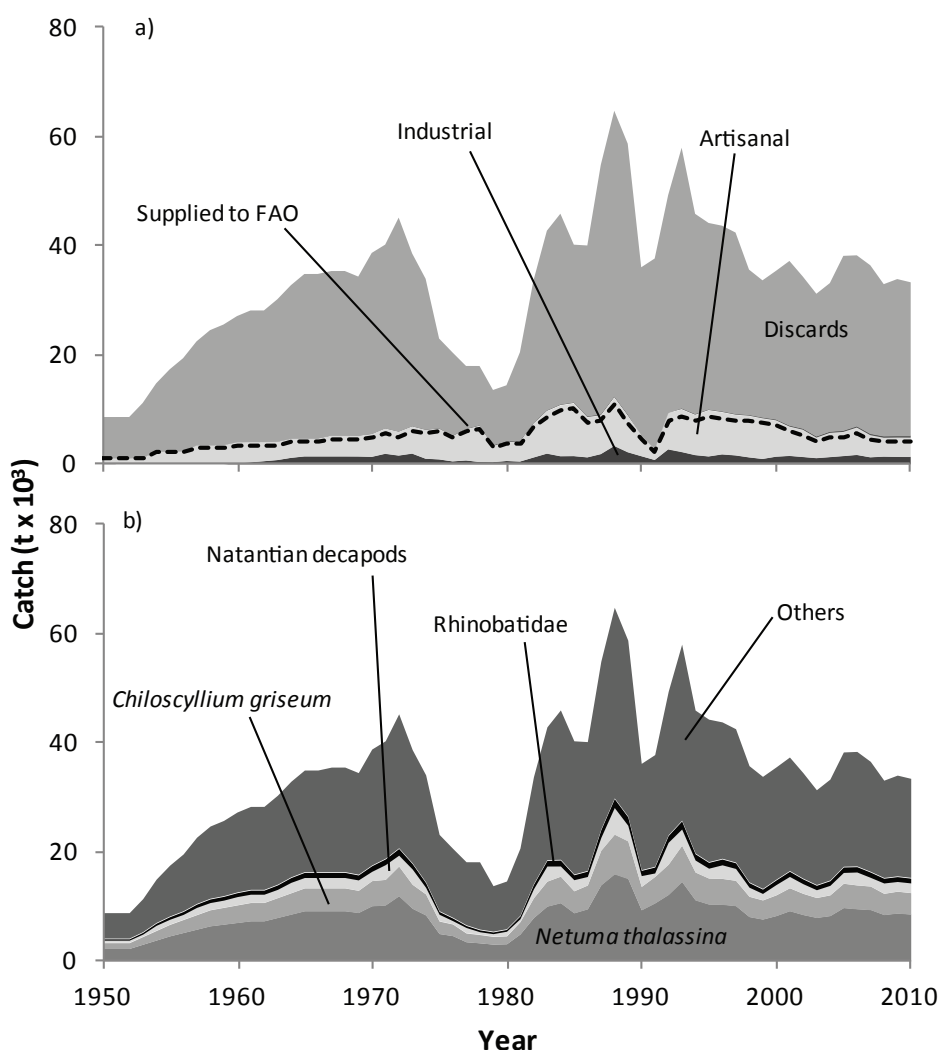 80
a)
60
Industrial
Artisanal
Supplied to FAO
40
Discards
20
0
80
b)
Natantian decapods
60
Rhinobatidae
Others
Chiloscyllium griseum
40
20
Netuma thalassina
0
1950 1960 1970 1980 1990 2000 2010
Year
Catch (t x 10³)